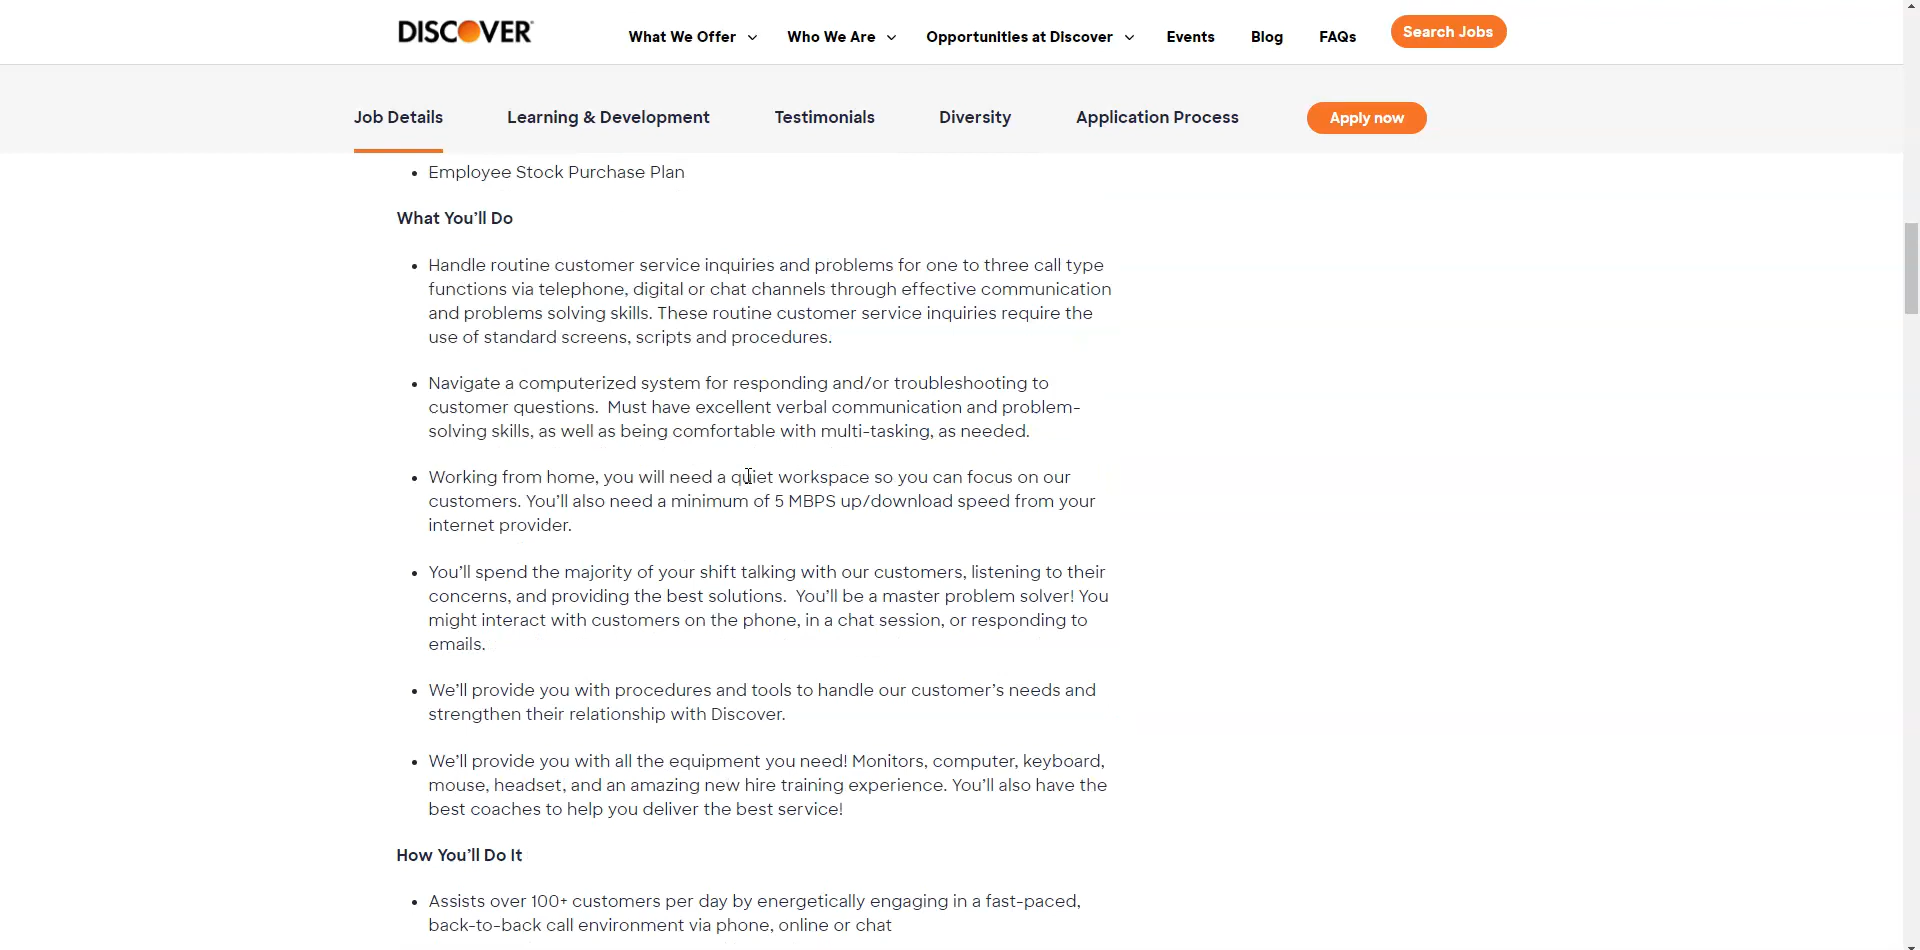 DISCOVER
What We Offer Who We Are Opportunities at Discover Events Blog FAQs Search Jobs
Job Details Learning & Development Testimonials Diversity Application Process Apply now
• Employee Stock Purchase Plan
What You’ll Do
• Handle routine customer service inquiries and problems for one to three call type
functions via telephone, digital or chat channels through effective communication
and problems solving skills. These routine customer service inquiries require the
use of standard screens, scripts and procedures.
• Navigate a computerized system for responding and/or troubleshooting to
customer questions.  Must have excellent verbal communication and problem-
solving skills, as well as being comfortable with multi-tasking, as needed.
• Working from home, you will need a quiet workspace so you can focus on our
customers. You’ll also need a minimum of 5 MBPS up/download speed from your
internet provider.
• You’ll spend the majority of your shift talking with our customers, listening to their
concerns, and providing the best solutions.  You’ll be a master problem solver! You
might interact with customers on the phone, in a chat session, or responding to
emails.
• We’ll provide you with procedures and tools to handle our customer’s needs and
strengthen their relationship with Discover.
• We’ll provide you with all the equipment you need! Monitors, computer, keyboard,
mouse, headset, and an amazing new hire training experience. You’ll also have the
best coaches to help you deliver the best service!
How You’ll Do It
• Assists over 100+ customers per day by energetically engaging in a fast-paced,
back-to-back call environment via phone, online or chat